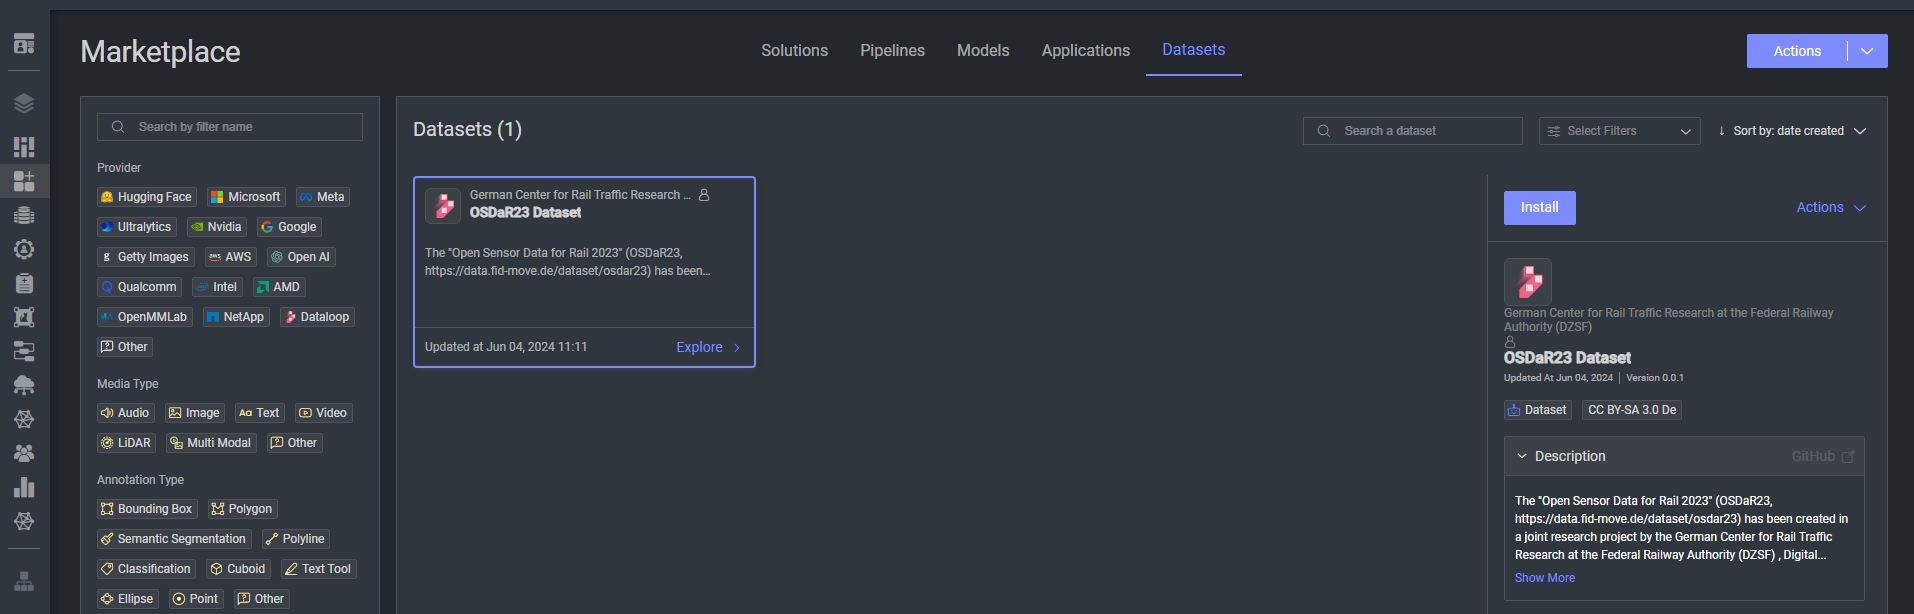 Marketplace
Solutions
Pipelines
Models
Applications
Datasets
Actions
Search by filter name
Provider
Hugging Face
Microsoft
Meta
Ultralytics
Nvidia
Google
Getty Images
AWS
Open AI
Qualcomm
Intel
AMD
OpenMMLab
NetApp
Dataloop
Other
Media Type
Audio
Image
Text
Video
LiDAR
Multi Modal
Other
Annotation Type
Bounding Box
Polygon
Semantic Segmentation
Polyline
Classification
Cuboid
Text Tool
Ellipse
Point
Other
Datasets (1)
Search a dataset
Select Filters
Sort by: date created
German Center for Rail Traffic Research ...
OSDaR23 Dataset
The "Open Sensor Data for Rail 2023" (OSDaR23,
https://data.fid-move.de/dataset/osdar23) has been...
Updated at Jun 04, 2024 11:11
Explore
Install
Actions
German Center for Rail Traffic Research at the Federal Railway
Authority (DZSF)
OSDaR23 Dataset
Updated At Jun 04, 2024 | Version 0.0.1
Dataset
CC BY-SA 3.0 De
Description
GitHub
The "Open Sensor Data for Rail 2023" (OSDaR23,
https://data.fid-move.de/dataset/osdar23) has been created in
a joint research project by the German Center for Rail Traffic
Research at the Federal Railway Authority (DZSF) , Digital...
Show More